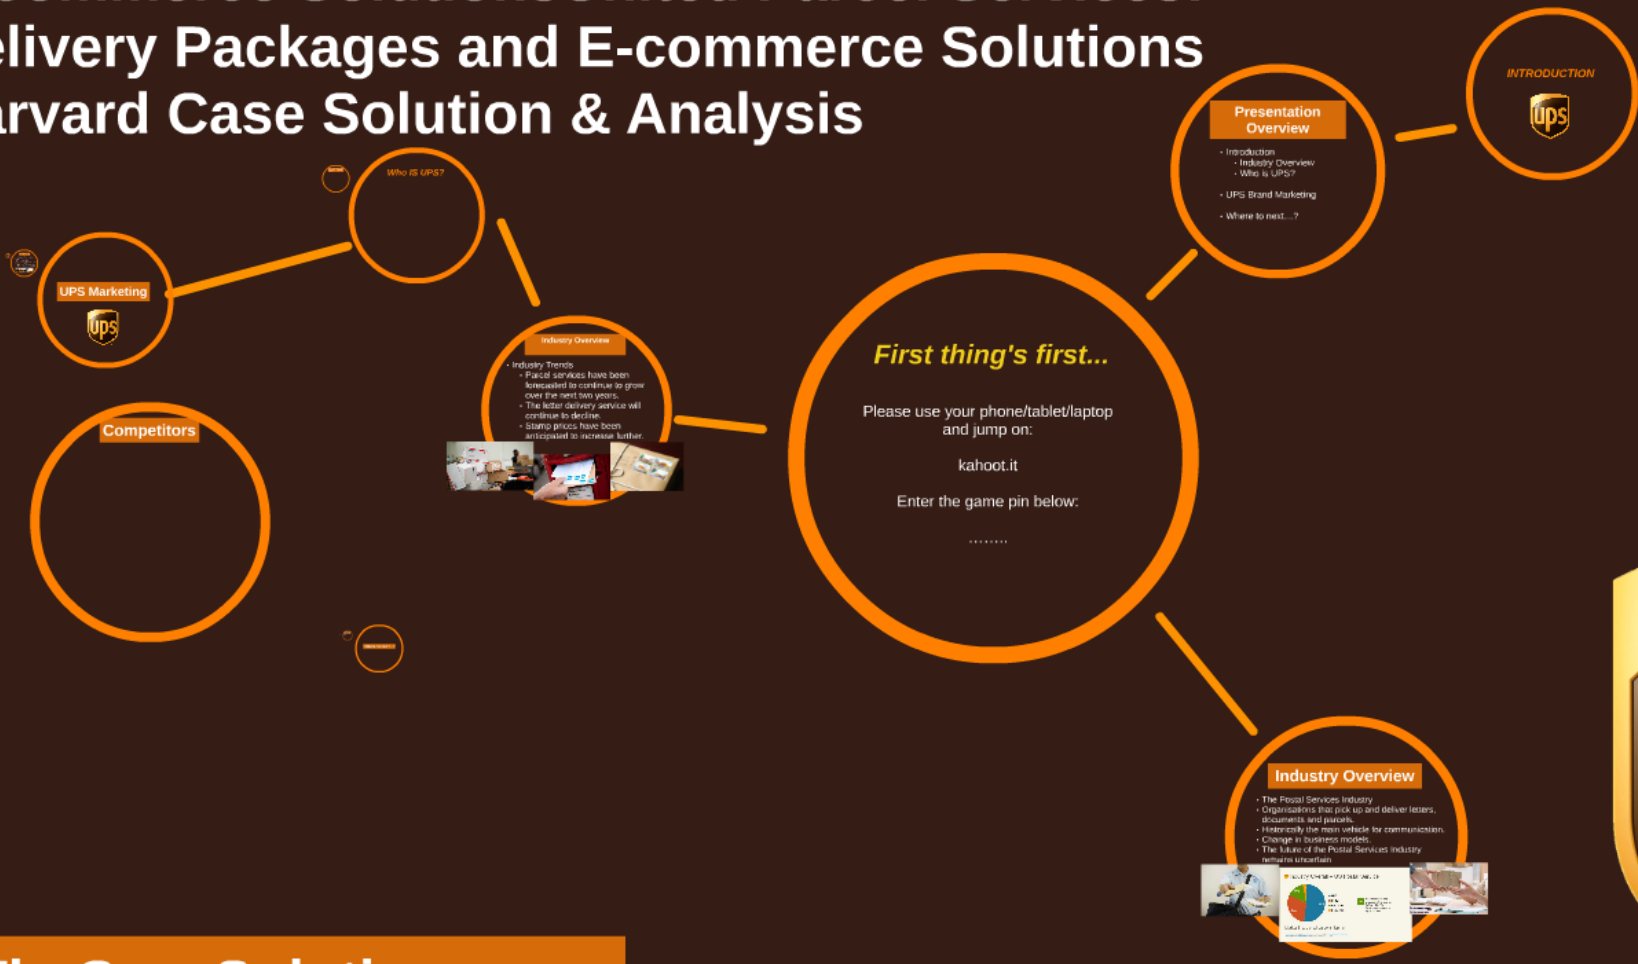 elivery Packages and E-commerce Solutions
arvard Case Solution & Analysis
INTRODUCTION
ups
Presentation
Overview
- Introduction
- Industry Overview
- Who is UPS?
- UPS Brand Marketing
- Where to next...?
Who IS UPS?
UPS Marketing
ups
Industry Overview
- Industry Trends
- Parcel services have been
forecasted to continue to grow
over the next two years.
- The letter delivery service will
continue to decline.
- Stamp prices have been
anticipated to increase further.
First thing's first...
Please use your phone/tablet/laptop
and jump on:
kahoot.it
Enter the game pin below:
........
Competitors
Industry Overview
- The Postal Services Industry
- Organisations that pick up and deliver letters,
documents and parcels.
- Historically the main vehicle for communication.
- Change in business models.
- The future of the Postal Services Industry
remains uncertain